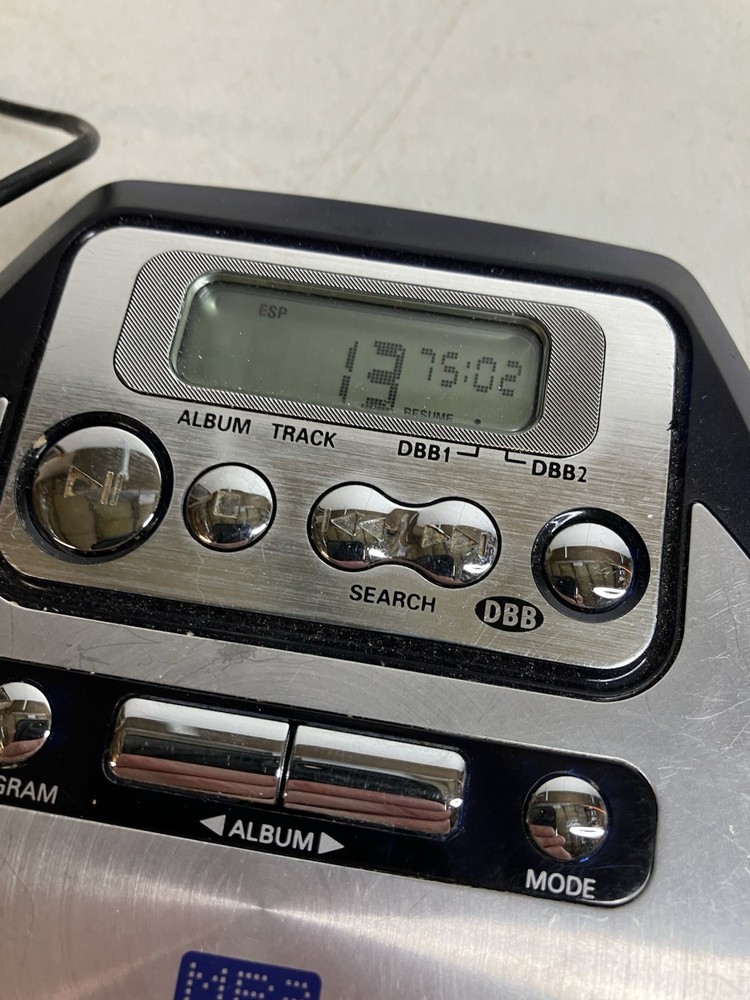 ESP
13 75:02
RESUME
ALBUM TRACK
DBB1 DBB2
SEARCH
DBB
GRAM
◀ALBUM▶
MODE